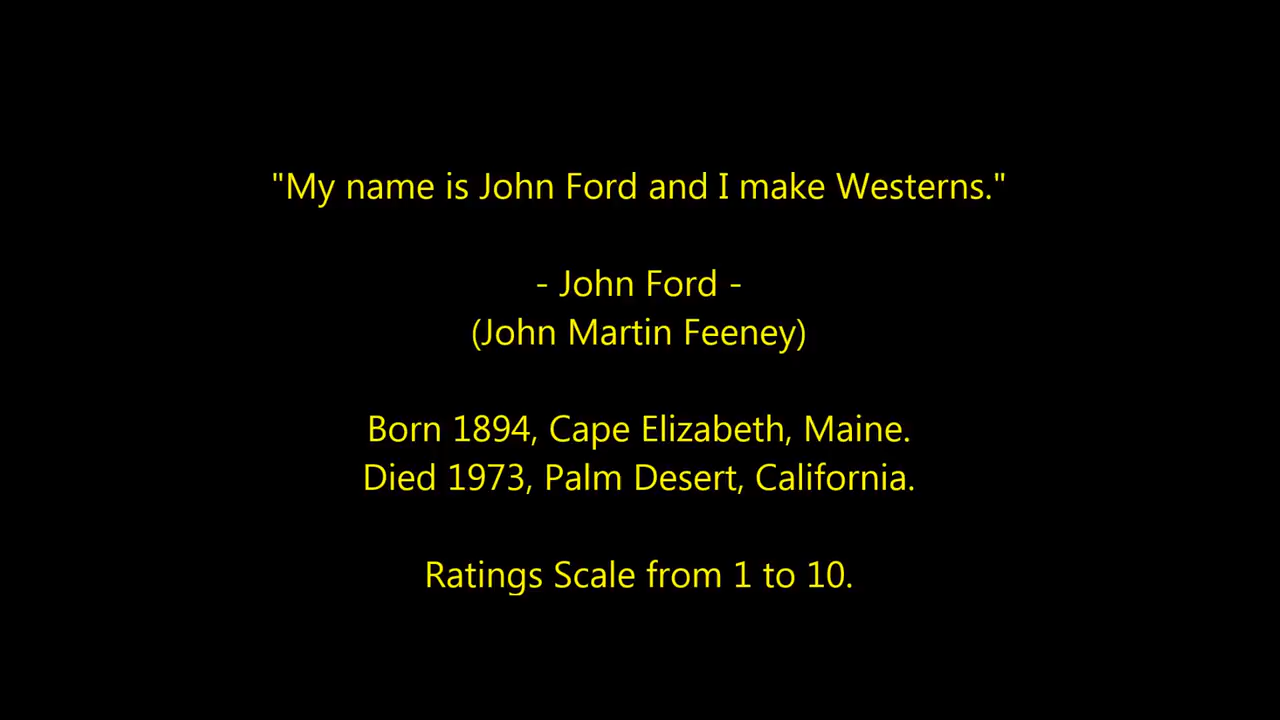 "My name is John Ford and I make Westerns."
- John Ford -
(John Martin Feeney)
Born 1894, Cape Elizabeth, Maine.
Died 1973, Palm Desert, California.
Ratings Scale from 1 to 10.